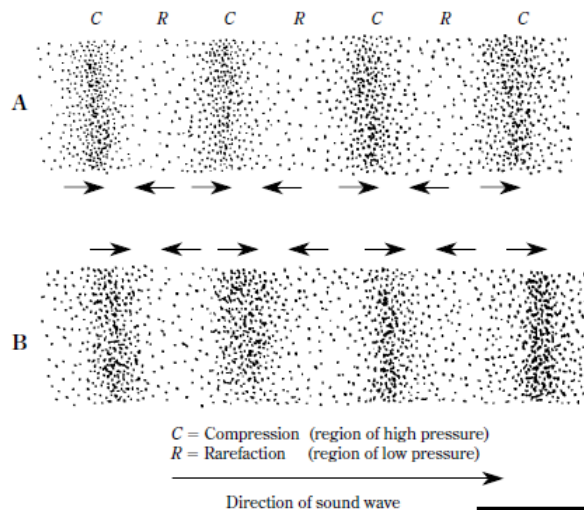 C R C R C R C
A
B
C = Compression (region of high pressure)
R = Rarefaction (region of low pressure)
Direction of sound wave